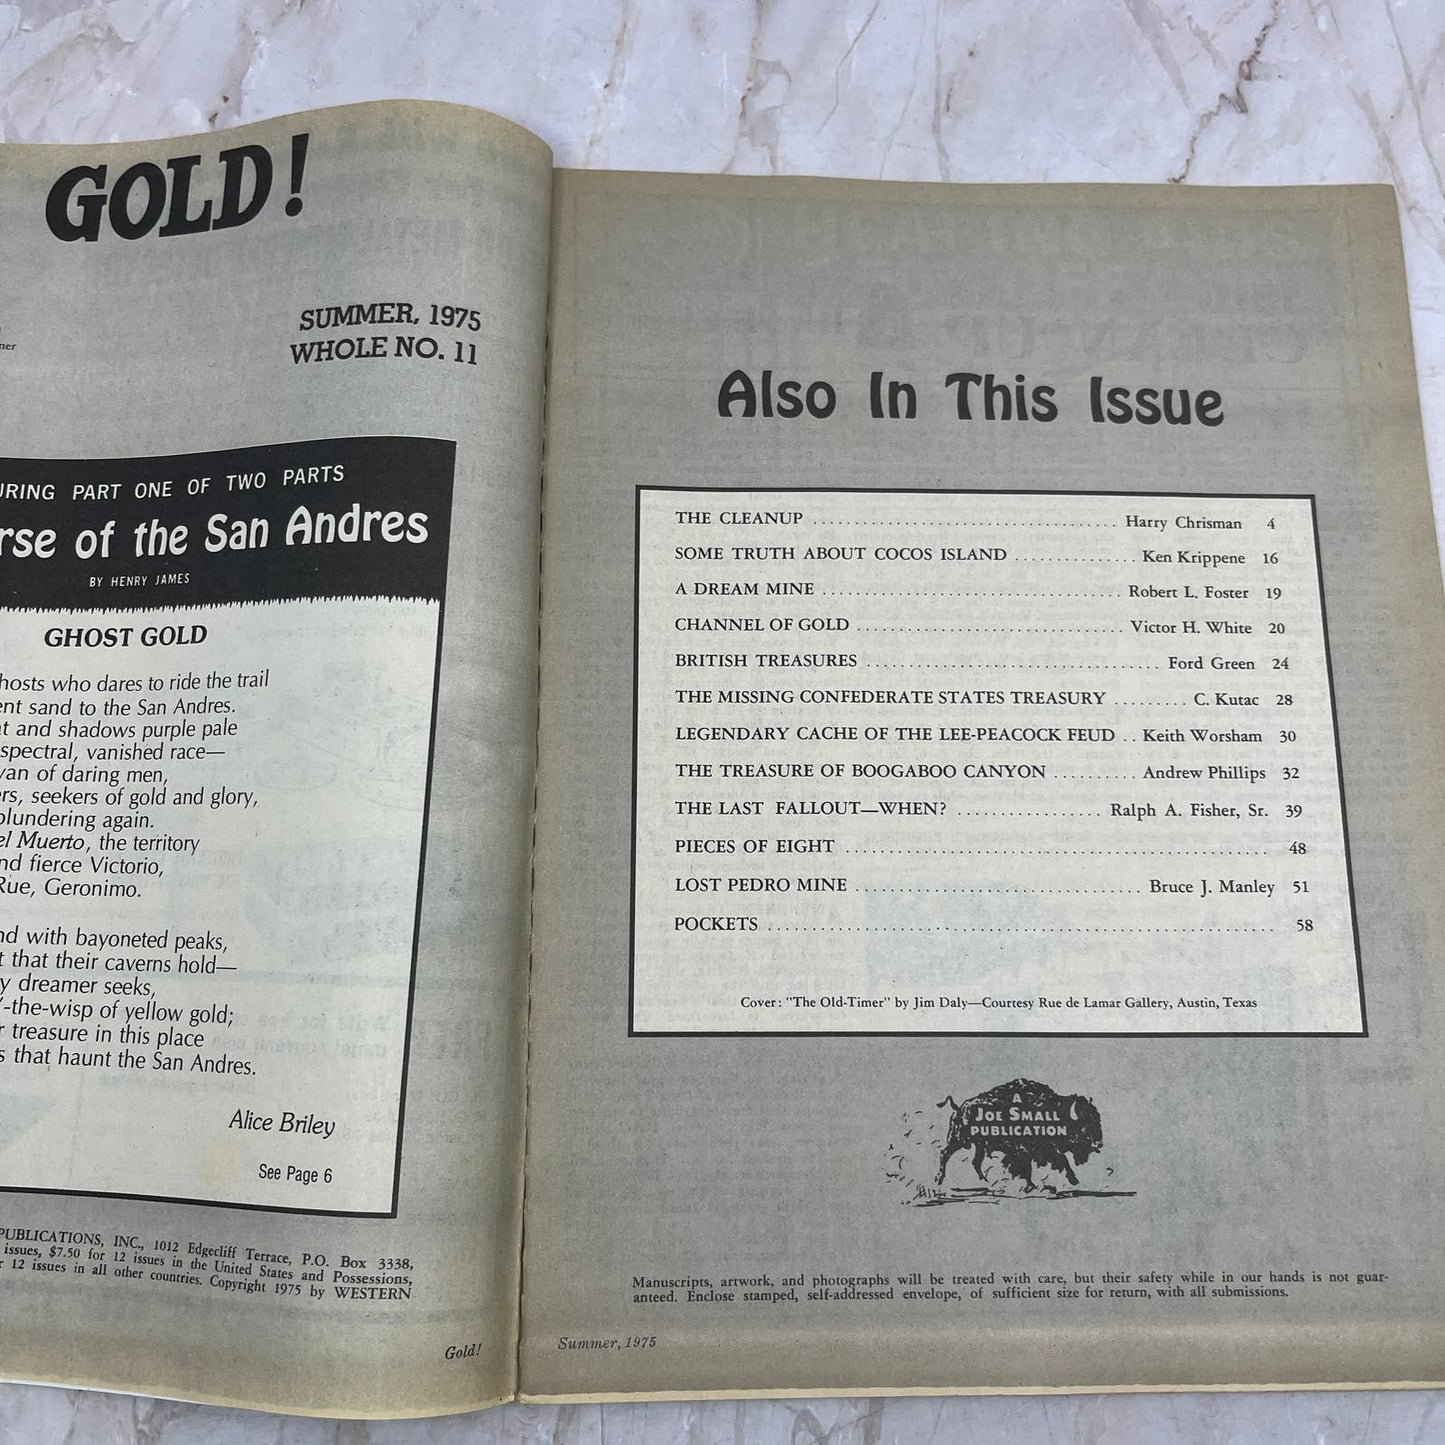 GOLD!
SUMMER, 1975
WHOLE NO. 11
PART ONE OF TWO PARTS
of the San Andres
BY HENRY JAMES
GHOST GOLD
who dares to ride the trail
sand to the San Andres.
and shadows purple pale
spectral, vanished race—
of daring men,
seekers of gold and glory,
again.
el Muerto, the territory
fierce Victorio,
Rue, Geronimo.
with bayoneted peaks,
that their caverns hold—
dreamer seeks,
'-the-wisp of yellow gold;
treasure in this place
that haunt the San Andres.
Alice Briley
See Page 6
PUBLICATIONS, INC., 1012 Edgecliff Terrace, P.O. Box 3338,
issues, $7.50 for 12 issues in the United States and Possessions,
12 issues in all other countries. Copyright 1975 by WESTERN
Gold!
Also In This Issue
THE CLEANUP .......... Harry Chrisman 4
SOME TRUTH ABOUT COCOS ISLAND .......... Ken Krippene 16
A DREAM MINE .......... Robert L. Foster 19
CHANNEL OF GOLD .......... Victor H. White 20
BRITISH TREASURES .......... Ford Green 24
THE MISSING CONFEDERATE STATES TREASURY ......... C. Kutac 28
LEGENDARY CACHE OF THE LEE-PEACOCK FEUD .. Keith Worsham 30
THE TREASURE OF BOOGABOO CANYON .......... Andrew Phillips 32
THE LAST FALLOUT—WHEN? .......... Ralph A. Fisher, Sr. 39
PIECES OF EIGHT .......... 48
LOST PEDRO MINE .......... Bruce J. Manley 51
POCKETS .......... 58
Cover: "The Old-Timer" by Jim Daly—Courtesy Rue de Lamar Gallery, Austin, Texas
A
JOE SMALL
PUBLICATION
Manuscripts, artwork, and photographs will be treated with care, but their safety while in our hands is not guar-
anteed. Enclose stamped, self-addressed envelope, of sufficient size for return, with all submissions.
Summer, 1975